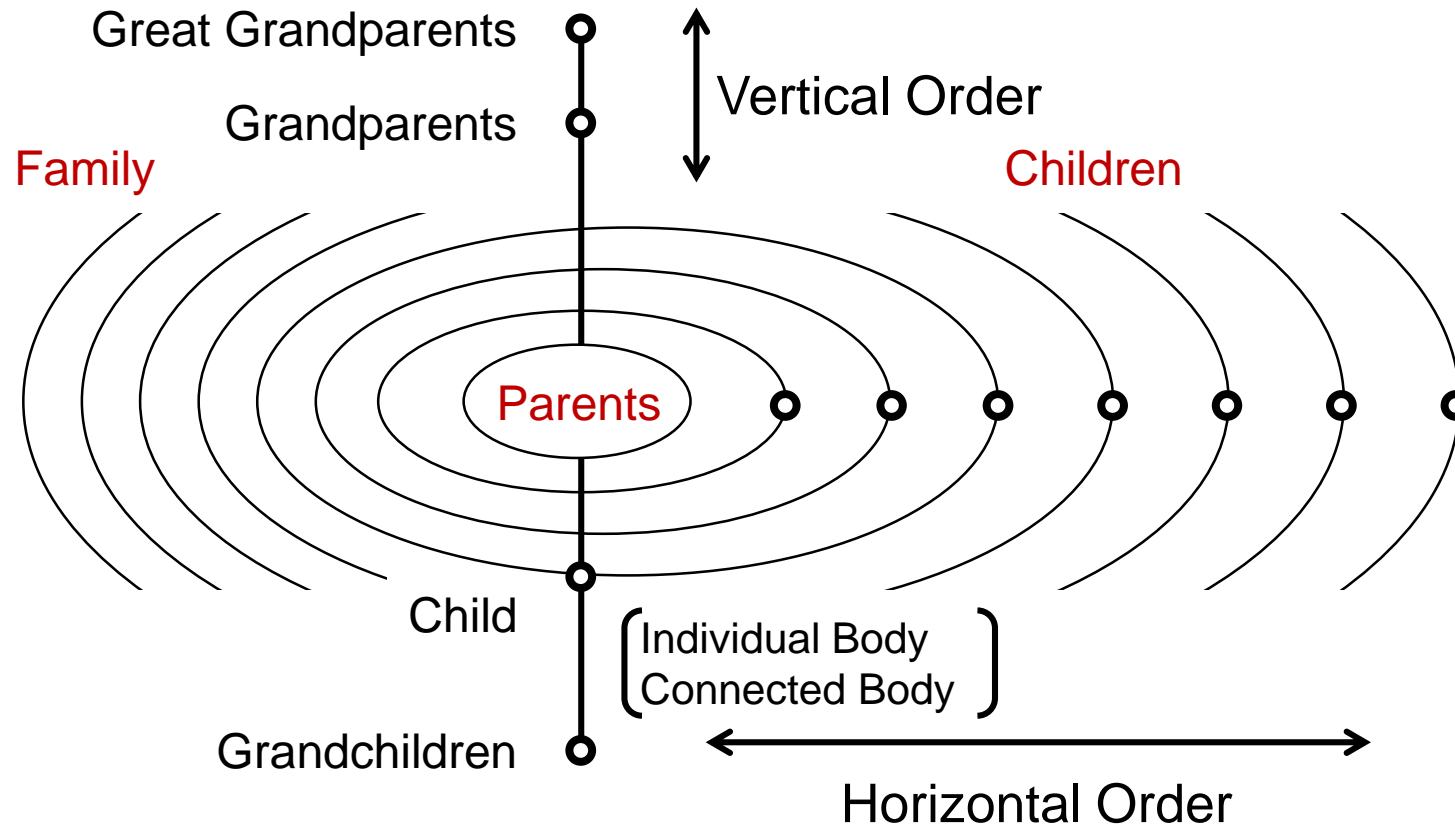 Great Grandparents
Vertical Order
Grandparents
Family
Children
Parents
Child
Individual Body
Connected Body
Grandchildren
Horizontal Order